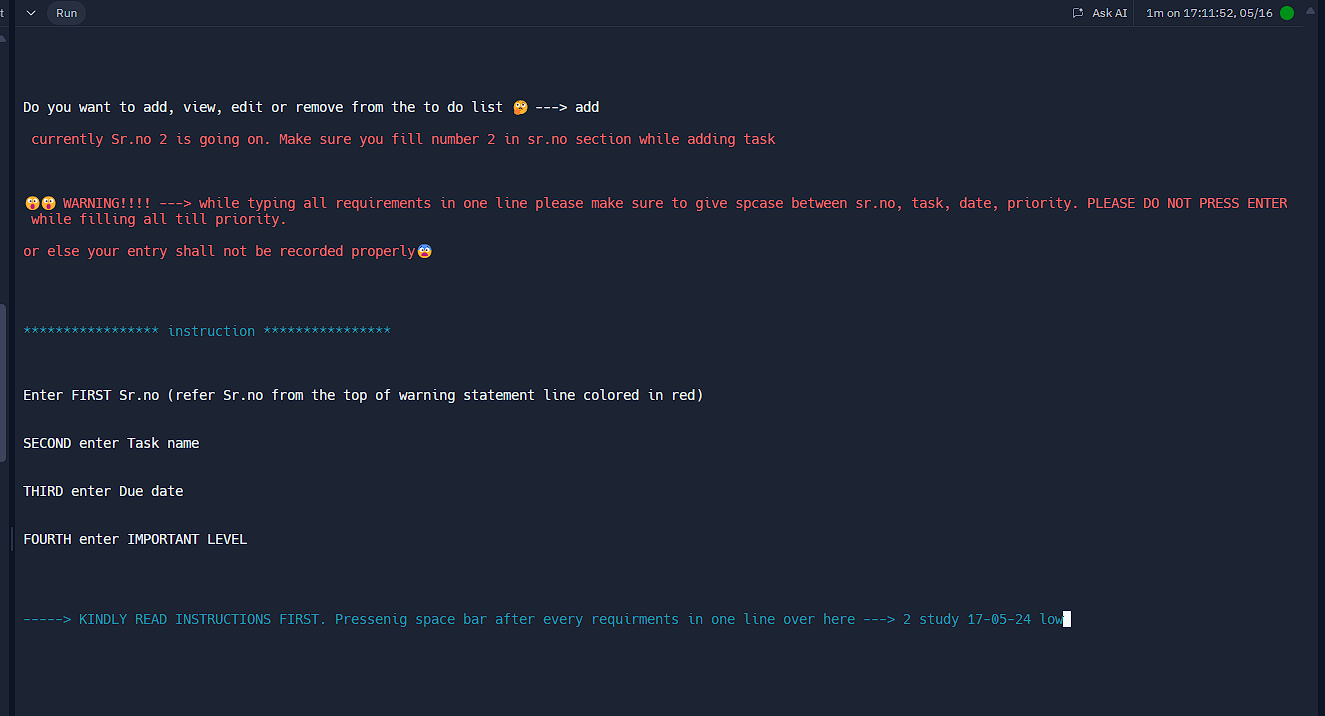 t Run Ask AI 1m on 17:11:52, 05/16
Do you want to add, view, edit or remove from the to do list 🤔 ---> add
currently Sr.no 2 is going on. Make sure you fill number 2 in sr.no section while adding task
😲😲 WARNING!!!! ---> while typing all requirements in one line please make sure to give spcase between sr.no, task, date, priority. PLEASE DO NOT PRESS ENTER
while filling all till priority.
or else your entry shall not be recorded properly😨
***************** instruction ****************
Enter FIRST Sr.no (refer Sr.no from the top of warning statement line colored in red)
SECOND enter Task name
THIRD enter Due date
FOURTH enter IMPORTANT LEVEL
-----> KINDLY READ INSTRUCTIONS FIRST. Pressenig space bar after every requirments in one line over here ---> 2 study 17-05-24 low